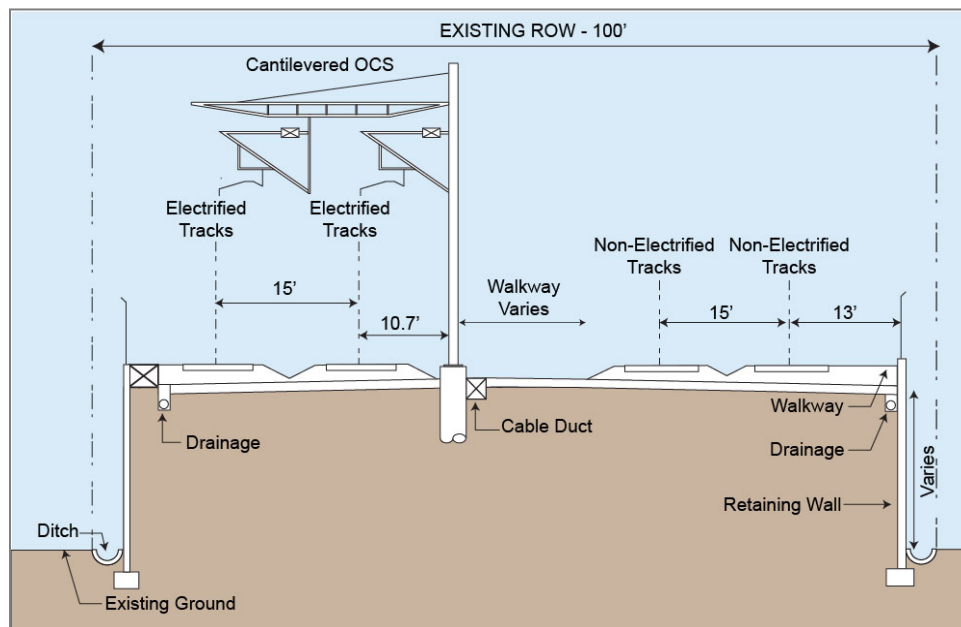 EXISTING ROW - 100'
Cantilevered OCS
Electrified
Tracks
Electrified
Tracks
Non-Electrified
Tracks
Non-Electrified
Tracks
15'
10.7'
Walkway
Varies
15'
13'
Walkway
Drainage
Cable Duct
Drainage
Varies
Retaining Wall
Ditch
Existing Ground